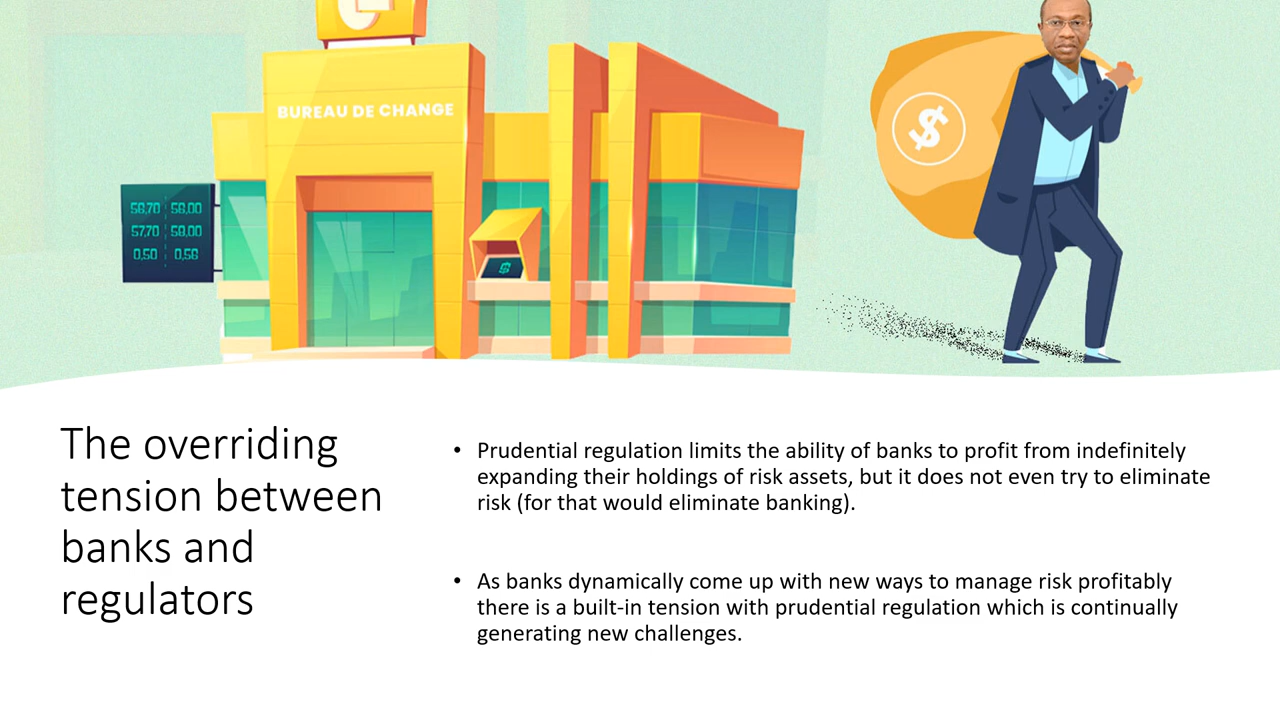 BUREAU DE CHANGE
56,70 56,00
57,70 58,00
0,50 0,56
$
$
The overriding
tension between
banks and
regulators
• Prudential regulation limits the ability of banks to profit from indefinitely
expanding their holdings of risk assets, but it does not even try to eliminate
risk (for that would eliminate banking).
• As banks dynamically come up with new ways to manage risk profitably
there is a built-in tension with prudential regulation which is continually
generating new challenges.